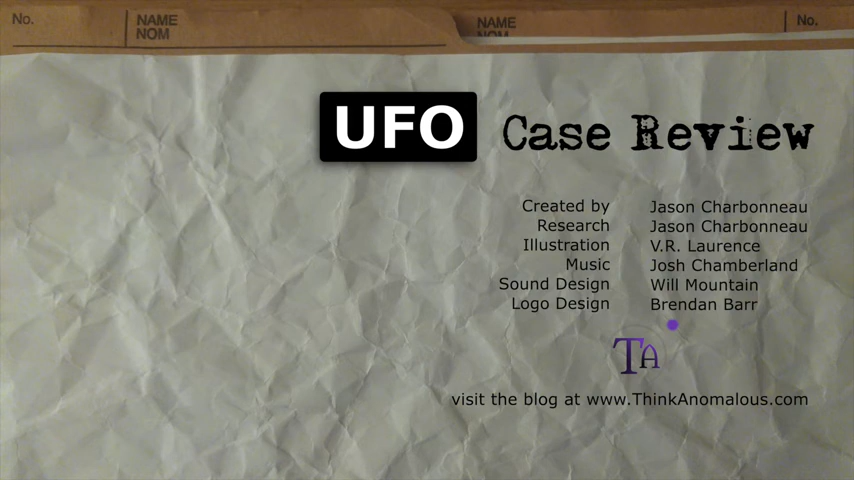 No. NAME NAME No.
NOM NOM
UFO Case Review
Created by Jason Charbonneau
Research Jason Charbonneau
Illustration V.R. Laurence
Music Josh Chamberland
Sound Design Will Mountain
Logo Design Brendan Barr
TA
visit the blog at www.ThinkAnomalous.com